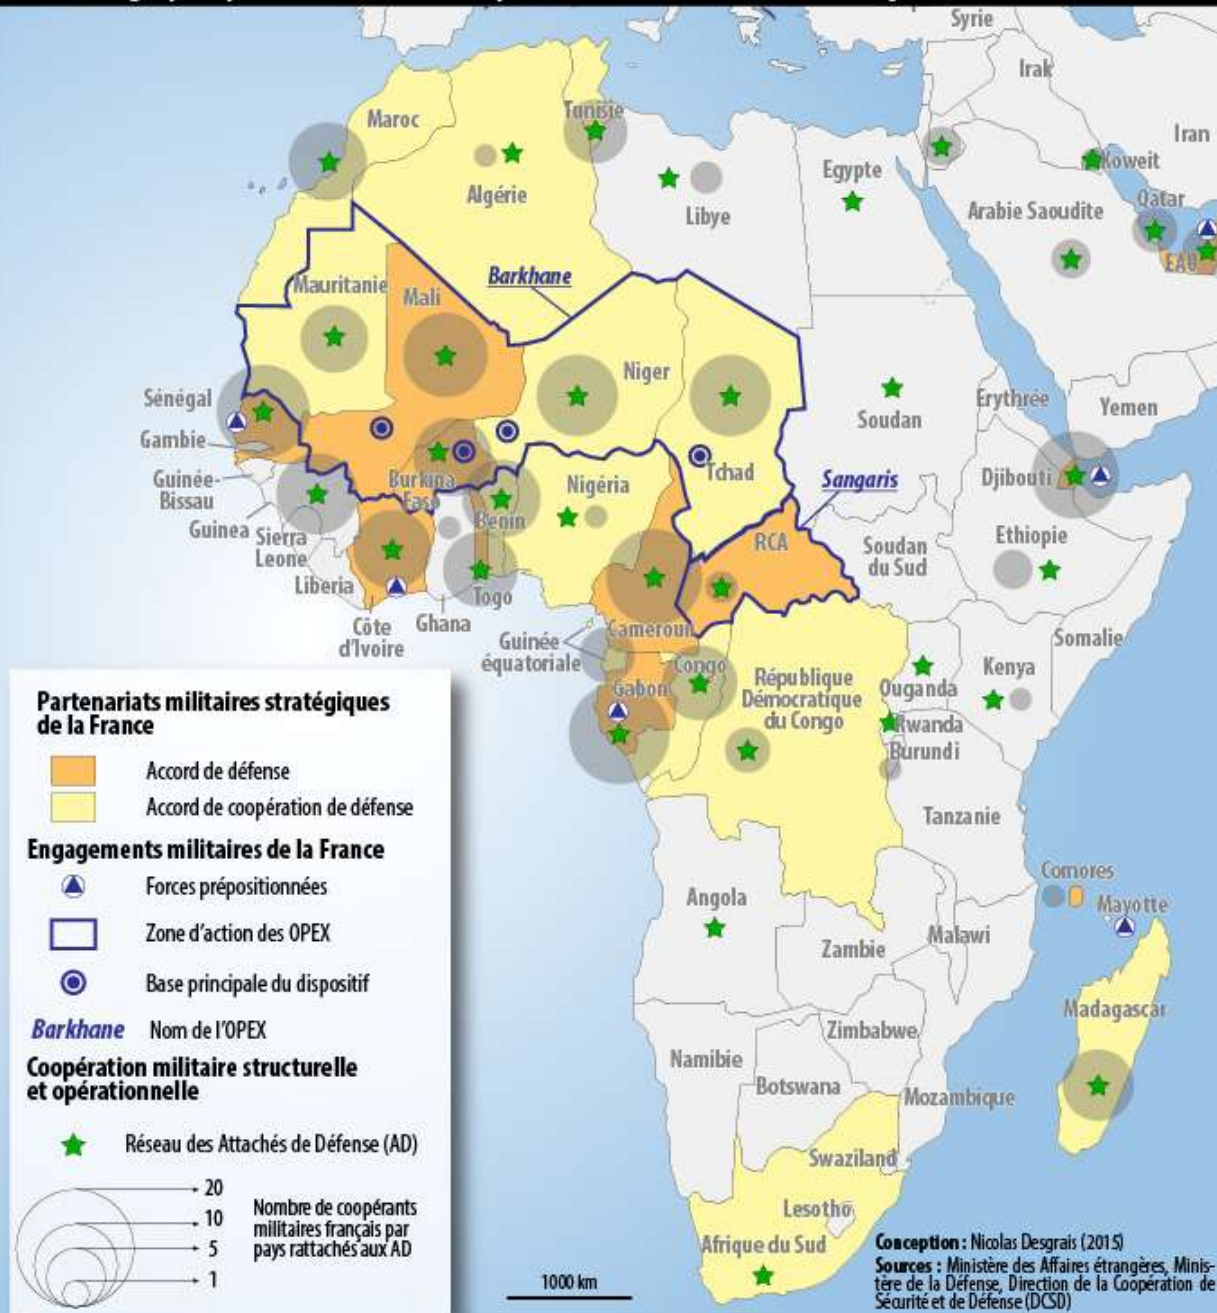 Syrie
Irak
Iran
Maroc
Tunisie
Koweit
Algérie
Egypte
Libye
Arabie Saoudite
Qatar
EAU
Barkhane
Mauritanie
Mali
Niger
Sénégal
Soudan
Erythrée
Yemen
Gambie
Guinée-
Bissau
Burkina
Faso
Nigéria
Tchad
Sangaris
Djibouti
Guinea
Sierra
Leone
Bénin
RCA
Soudan
du Sud
Ethiopie
Liberia
Togo
Côte
d'Ivoire
Ghana
Guinée
équatoriale
Cameroun
Somalie
Congo
Gabon
République
Démocratique
du Congo
Ouganda
Kenya
Rwanda
Burundi
Tanzanie
Comores
Mayotte
Angola
Zambie
Malawi
Madagascar
Zimbabwe
Namibie
Botswana
Mozambique
Swaziland
Lesotho
Afrique du Sud
Partenariats militaires stratégiques
de la France
Accord de défense
Accord de coopération de défense
Engagements militaires de la France
Forces prépositionnées
Zone d'action des OPEX
Base principale du dispositif
Barkhane Nom de l'OPEX
Coopération militaire structurelle
et opérationnelle
Réseau des Attachés de Défense (AD)
20
10
5
1
Nombre de coopérants
militaires français par
pays rattachés aux AD
1000 km
Conception : Nicolas Desgrais (2015)
Sources : Ministère des Affaires étrangères, Minis-
tère de la Défense, Direction de la Coopération de
Sécurité et de Défense (DCSD)